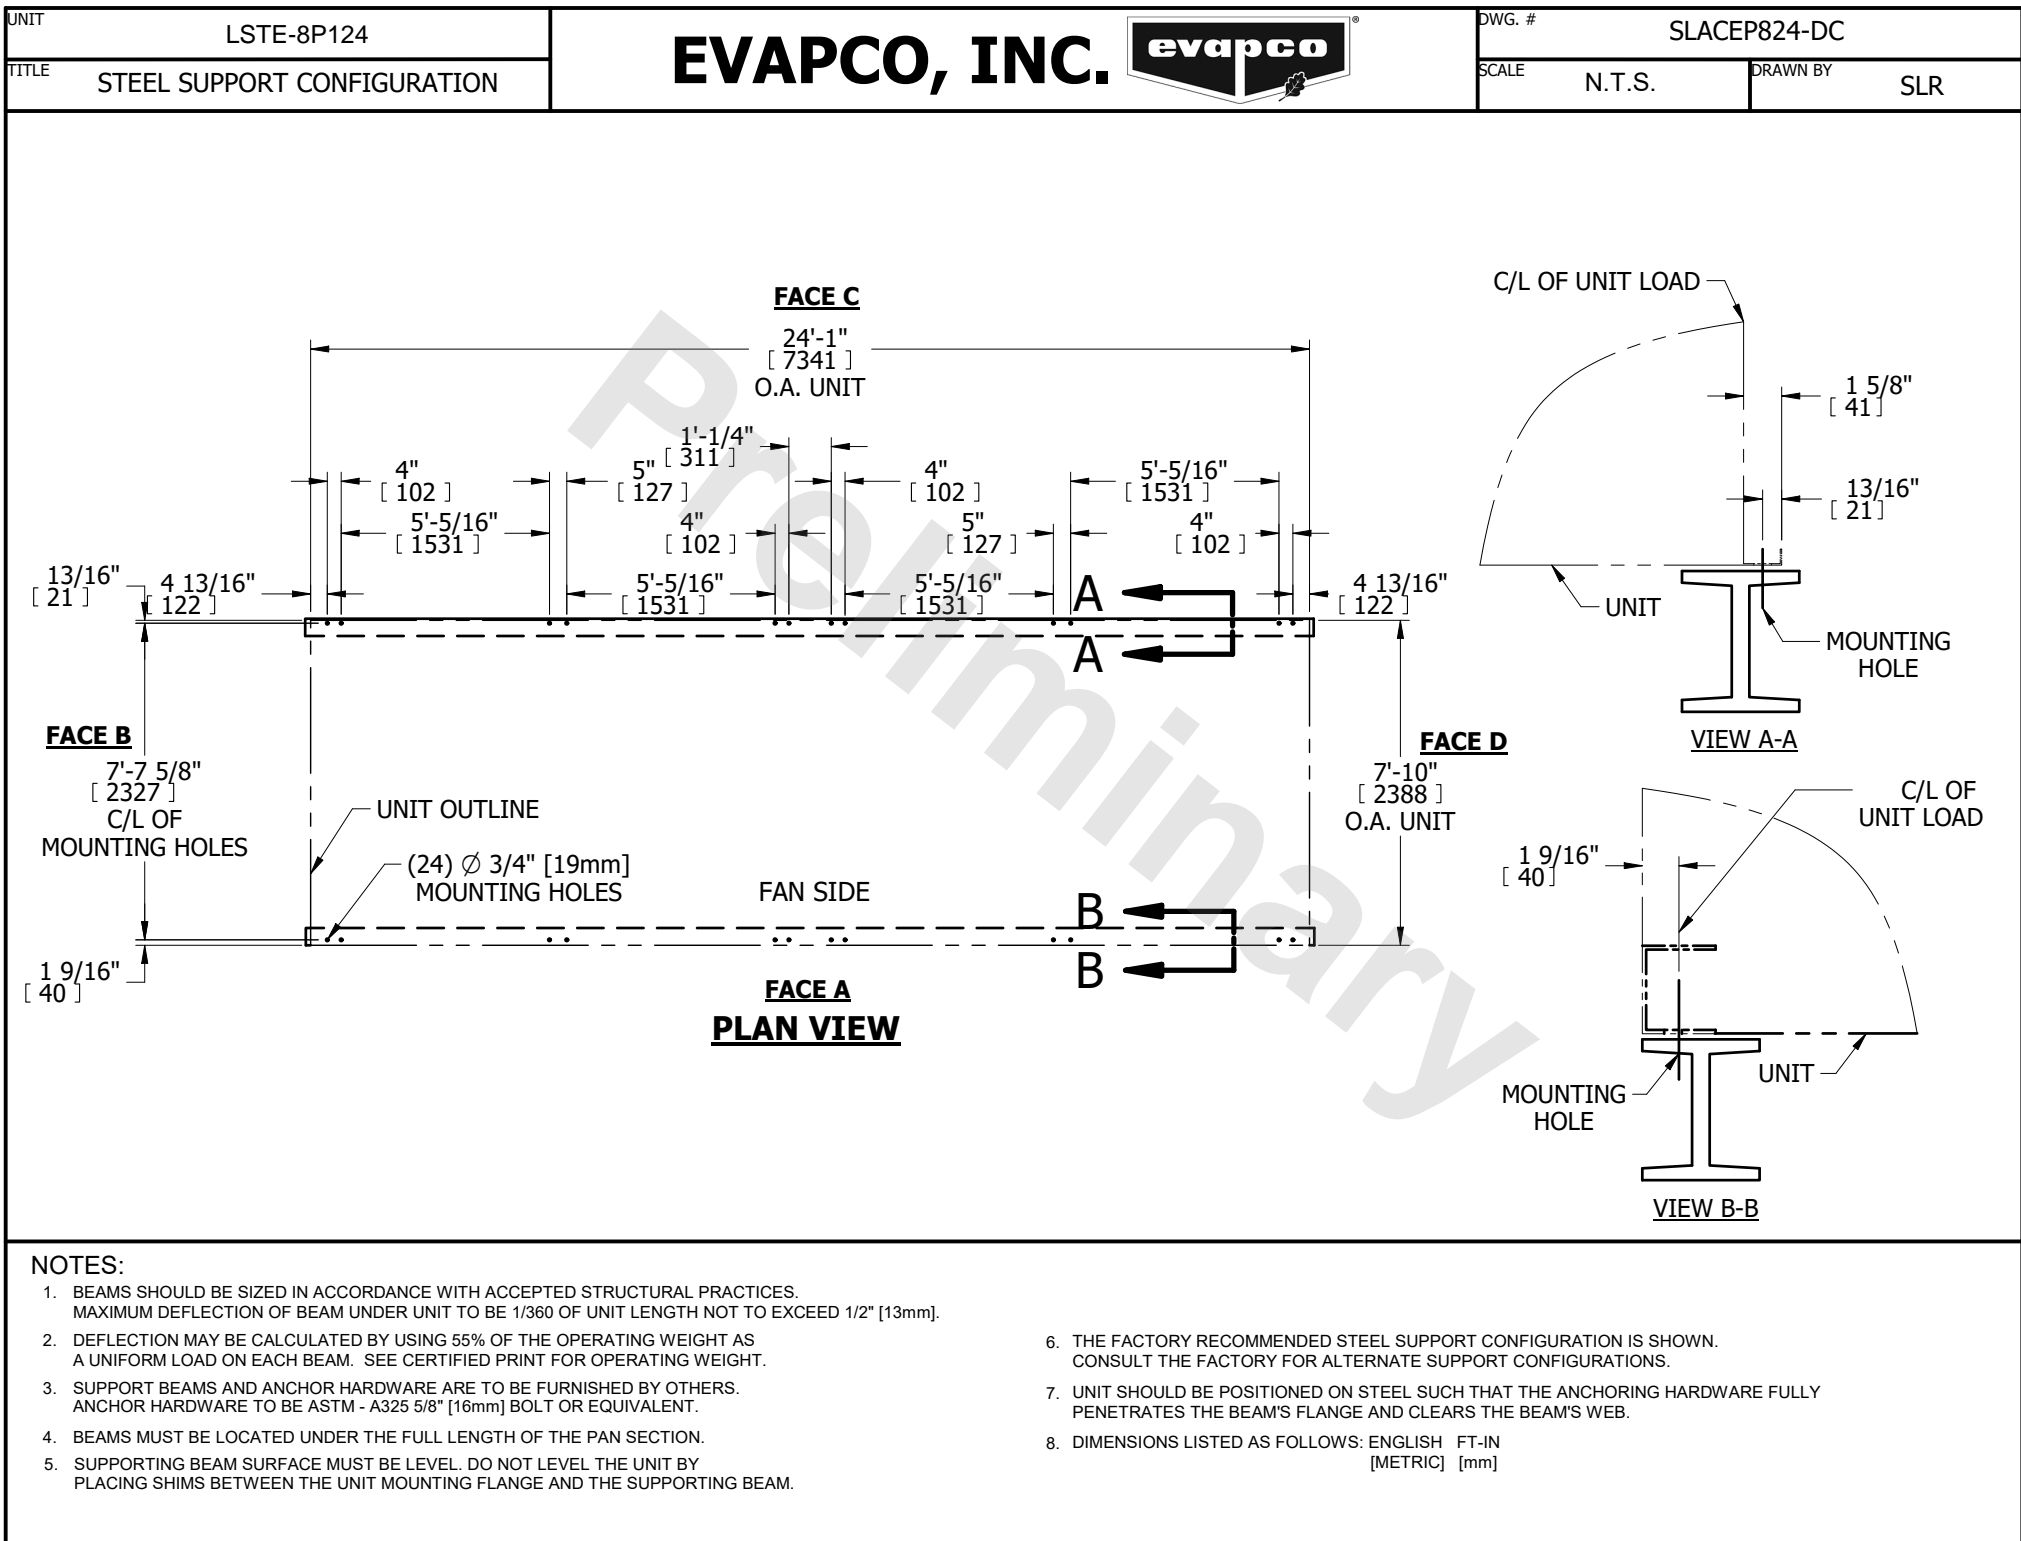 UNIT
LSTE-8P124
TITLE
STEEL SUPPORT CONFIGURATION
EVAPCO, INC.
evapco
®
DWG. #
SLACEP824-DC
SCALE
N.T.S.
DRAWN BY
SLR
Preliminary
FACE C
24'-1"
[ 7341 ]
O.A. UNIT
1'-1/4"
[ 311 ]
4"
[ 102 ]
5"
[ 127 ]
4"
[ 102 ]
5'-5/16"
[ 1531 ]
5'-5/16"
[ 1531 ]
4"
[ 102 ]
5"
[ 127 ]
4"
[ 102 ]
13/16"
[ 21 ]
4 13/16"
[ 122 ]
5'-5/16"
[ 1531 ]
5'-5/16"
[ 1531 ]
4 13/16"
[ 122 ]
A
A
FACE B
7'-7 5/8"
[ 2327 ]
C/L OF
MOUNTING HOLES
UNIT OUTLINE
(24) Ø 3/4" [19mm]
MOUNTING HOLES
FAN SIDE
FACE D
7'-10"
[ 2388 ]
O.A. UNIT
B
B
1 9/16"
[ 40 ]
FACE A
PLAN VIEW
C/L OF UNIT LOAD
1 5/8"
[ 41 ]
13/16"
[ 21 ]
UNIT
MOUNTING
HOLE
VIEW A-A
C/L OF
UNIT LOAD
1 9/16"
[ 40 ]
UNIT
MOUNTING
HOLE
VIEW B-B
NOTES:
1. BEAMS SHOULD BE SIZED IN ACCORDANCE WITH ACCEPTED STRUCTURAL PRACTICES.
MAXIMUM DEFLECTION OF BEAM UNDER UNIT TO BE 1/360 OF UNIT LENGTH NOT TO EXCEED 1/2" [13mm].
2. DEFLECTION MAY BE CALCULATED BY USING 55% OF THE OPERATING WEIGHT AS
A UNIFORM LOAD ON EACH BEAM. SEE CERTIFIED PRINT FOR OPERATING WEIGHT.
3. SUPPORT BEAMS AND ANCHOR HARDWARE ARE TO BE FURNISHED BY OTHERS.
ANCHOR HARDWARE TO BE ASTM - A325 5/8" [16mm] BOLT OR EQUIVALENT.
4. BEAMS MUST BE LOCATED UNDER THE FULL LENGTH OF THE PAN SECTION.
5. SUPPORTING BEAM SURFACE MUST BE LEVEL. DO NOT LEVEL THE UNIT BY
PLACING SHIMS BETWEEN THE UNIT MOUNTING FLANGE AND THE SUPPORTING BEAM.
6. THE FACTORY RECOMMENDED STEEL SUPPORT CONFIGURATION IS SHOWN.
CONSULT THE FACTORY FOR ALTERNATE SUPPORT CONFIGURATIONS.
7. UNIT SHOULD BE POSITIONED ON STEEL SUCH THAT THE ANCHORING HARDWARE FULLY
PENETRATES THE BEAM'S FLANGE AND CLEARS THE BEAM'S WEB.
8. DIMENSIONS LISTED AS FOLLOWS: ENGLISH FT-IN
[METRIC] [mm]